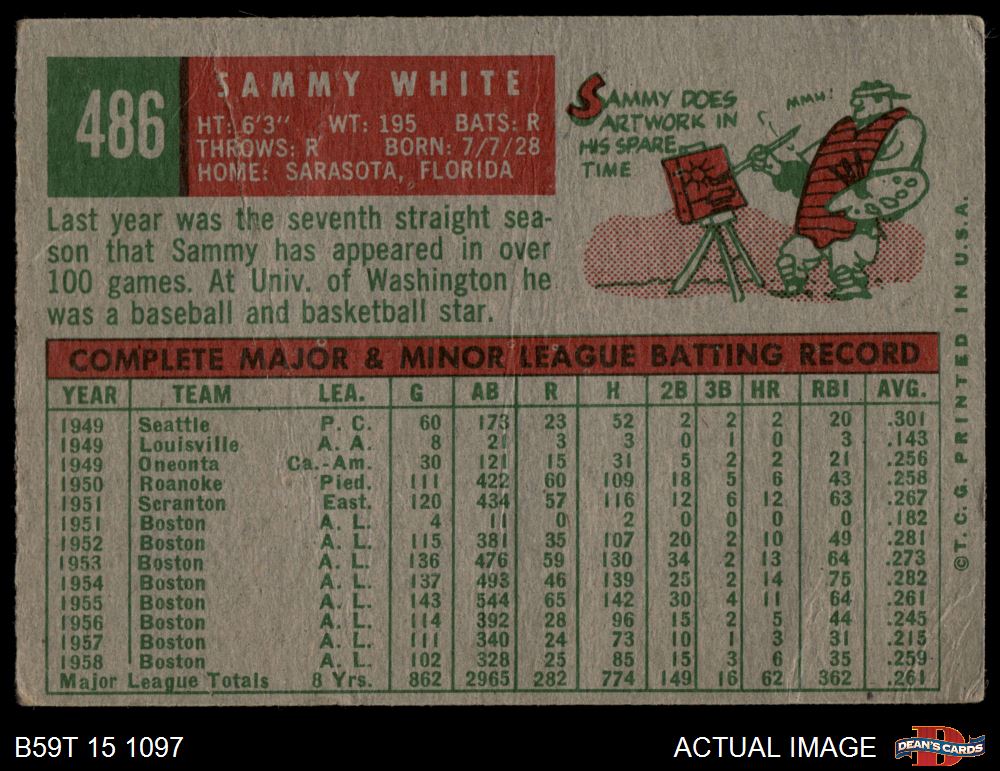 486
SAMMY WHITE
HT: 6'3" WT: 195 BATS: R
THROWS: R BORN: 7/7/28
HOME: SARASOTA, FLORIDA
SAMMY DOES
ARTWORK IN
HIS SPARE
TIME
MMM!
Last year was the seventh straight sea-
son that Sammy has appeared in over
100 games. At Univ. of Washington he
was a baseball and basketball star.
COMPLETE MAJOR & MINOR LEAGUE BATTING RECORD
YEAR TEAM LEA. G AB R H 2B 3B HR RBI AVG.
1949 Seattle P. C. 60 173 23 52 2 2 2 20 .301
1949 Louisville A. A. 8 21 3 3 0 1 0 3 .143
1949 Oneonta Ca.-Am. 30 121 15 31 5 2 2 21 .256
1950 Roanoke Pied. 111 422 60 109 18 5 6 43 .258
1951 Scranton East. 120 434 57 116 12 6 12 63 .267
1951 Boston A. L. 4 11 0 2 0 0 0 0 .182
1952 Boston A. L. 115 381 35 107 20 2 10 49 .281
1953 Boston A. L. 136 476 59 130 34 2 13 64 .273
1954 Boston A. L. 137 493 46 139 25 2 14 75 .282
1955 Boston A. L. 143 544 65 142 30 4 11 64 .261
1956 Boston A. L. 114 392 28 96 15 2 5 44 .245
1957 Boston A. L. 111 340 24 73 10 1 3 31 .215
1958 Boston A. L. 102 328 25 85 15 3 6 35 .259
Major League Totals 8 Yrs. 862 2965 282 774 149 16 62 362 .261
©T.C.G. PRINTED IN U.S.A.
B59T 15 1097
ACTUAL IMAGE
DEAN'S CARDS